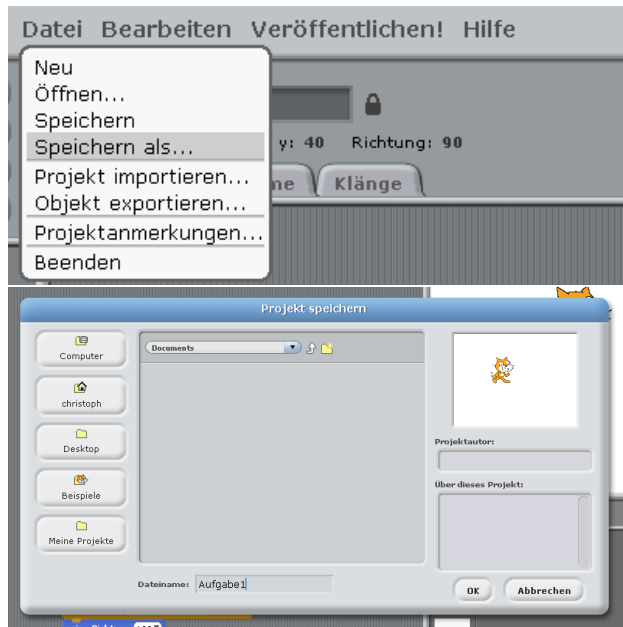 Datei Bearbeiten Veröffentlichen! Hilfe
Neu
Öffnen...
Speichern
Speichern als...
Projekt importieren...
Objekt exportieren...
Projektanmerkungen...
Beenden
y: 40 Richtung: 90
Klänge
Projekt speichern
Computer
christoph
Desktop
Beispiele
Meine Projekte
Documents
Dateiname: Aufgabe1
Projektautor:
Über dieses Projekt:
OK Abbrechen